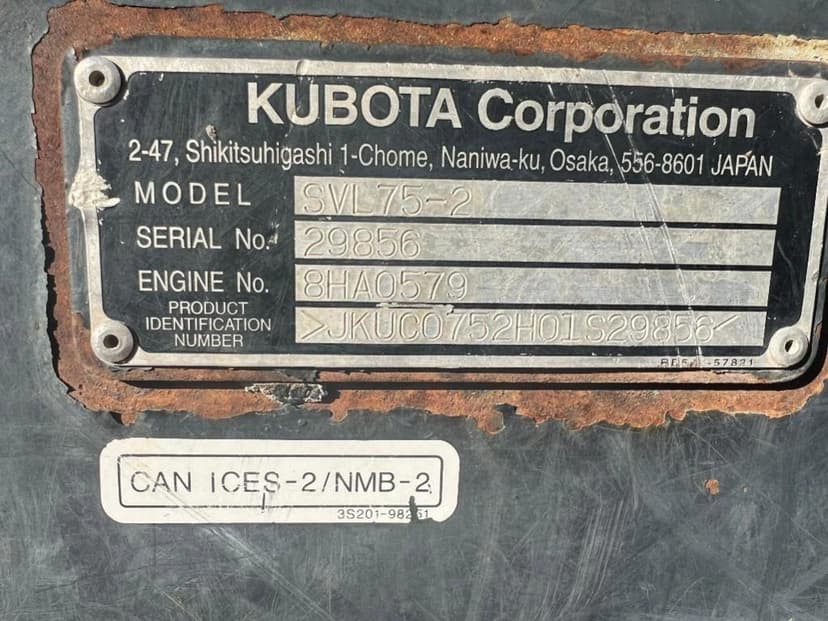 KUBOTA Corporation
2-47, Shikitsuhigashi 1-Chome, Naniwa-ku, Osaka, 556-8601 JAPAN
MODEL SVL75-2
SERIAL No. 29856
ENGINE No. 8HA0579
PRODUCT
IDENTIFICATION
NUMBER
>JKUC0752H01S29856<
CAN ICES-2/NMB-2